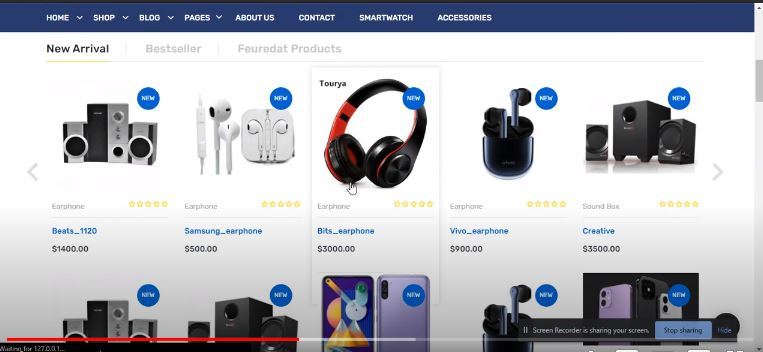 HOME SHOP BLOG PAGES ABOUT US CONTACT SMARTWATCH ACCESSORIES
New Arrival Bestseller Feuredat Products
Tourya
NEW NEW NEW NEW
vivo
Earphone Earphone Earphone Earphone Sound Box
Beats_1120 Samsung_earphone Bits_earphone Vivo_earphone Creative
$1400.00 $500.00 $3000.00 $900.00 $3500.00
NEW NEW NEW NEW
Screen Recorder is sharing your screen. Stop sharing Hide
Waiting for 127.0.0.1...